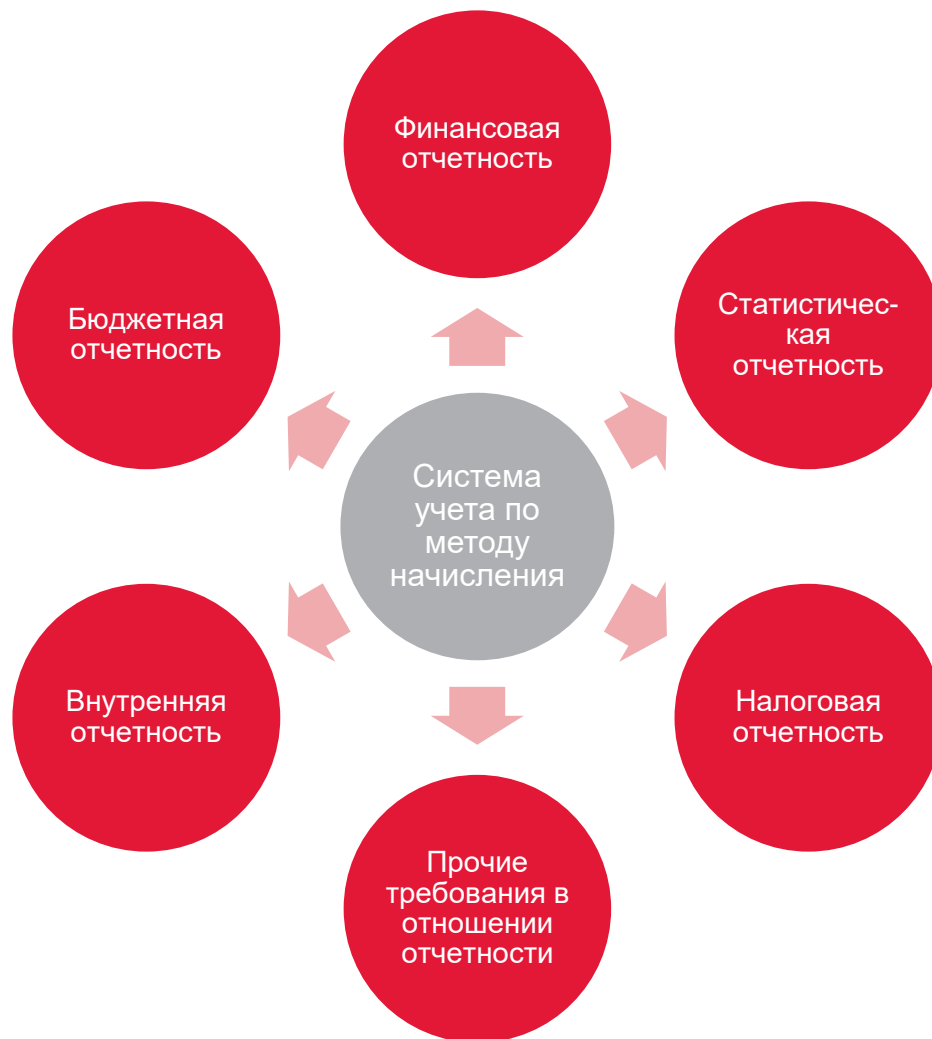 Финансовая
отчетность
Бюджетная
отчетность
Статистичес-
кая
отчетность
Система
учета по
методу
начисления
Внутренняя
отчетность
Налоговая
отчетность
Прочие
требования в
отношении
отчетности